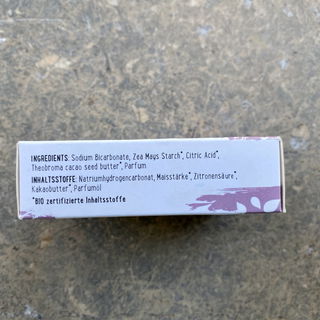 INGREDIENTS: Sodium Bicarbonate, Zea Mays Starch*, Citric Acid*,
Theobroma cacao seed butter*, Parfum
INHALTSSTOFFE: Natriumhydrogencarbonat, Maisstärke*, Zitronensäure*,
Kakaobutter*, Parfumöl
*BIO zertifizierte Inhaltsstoffe